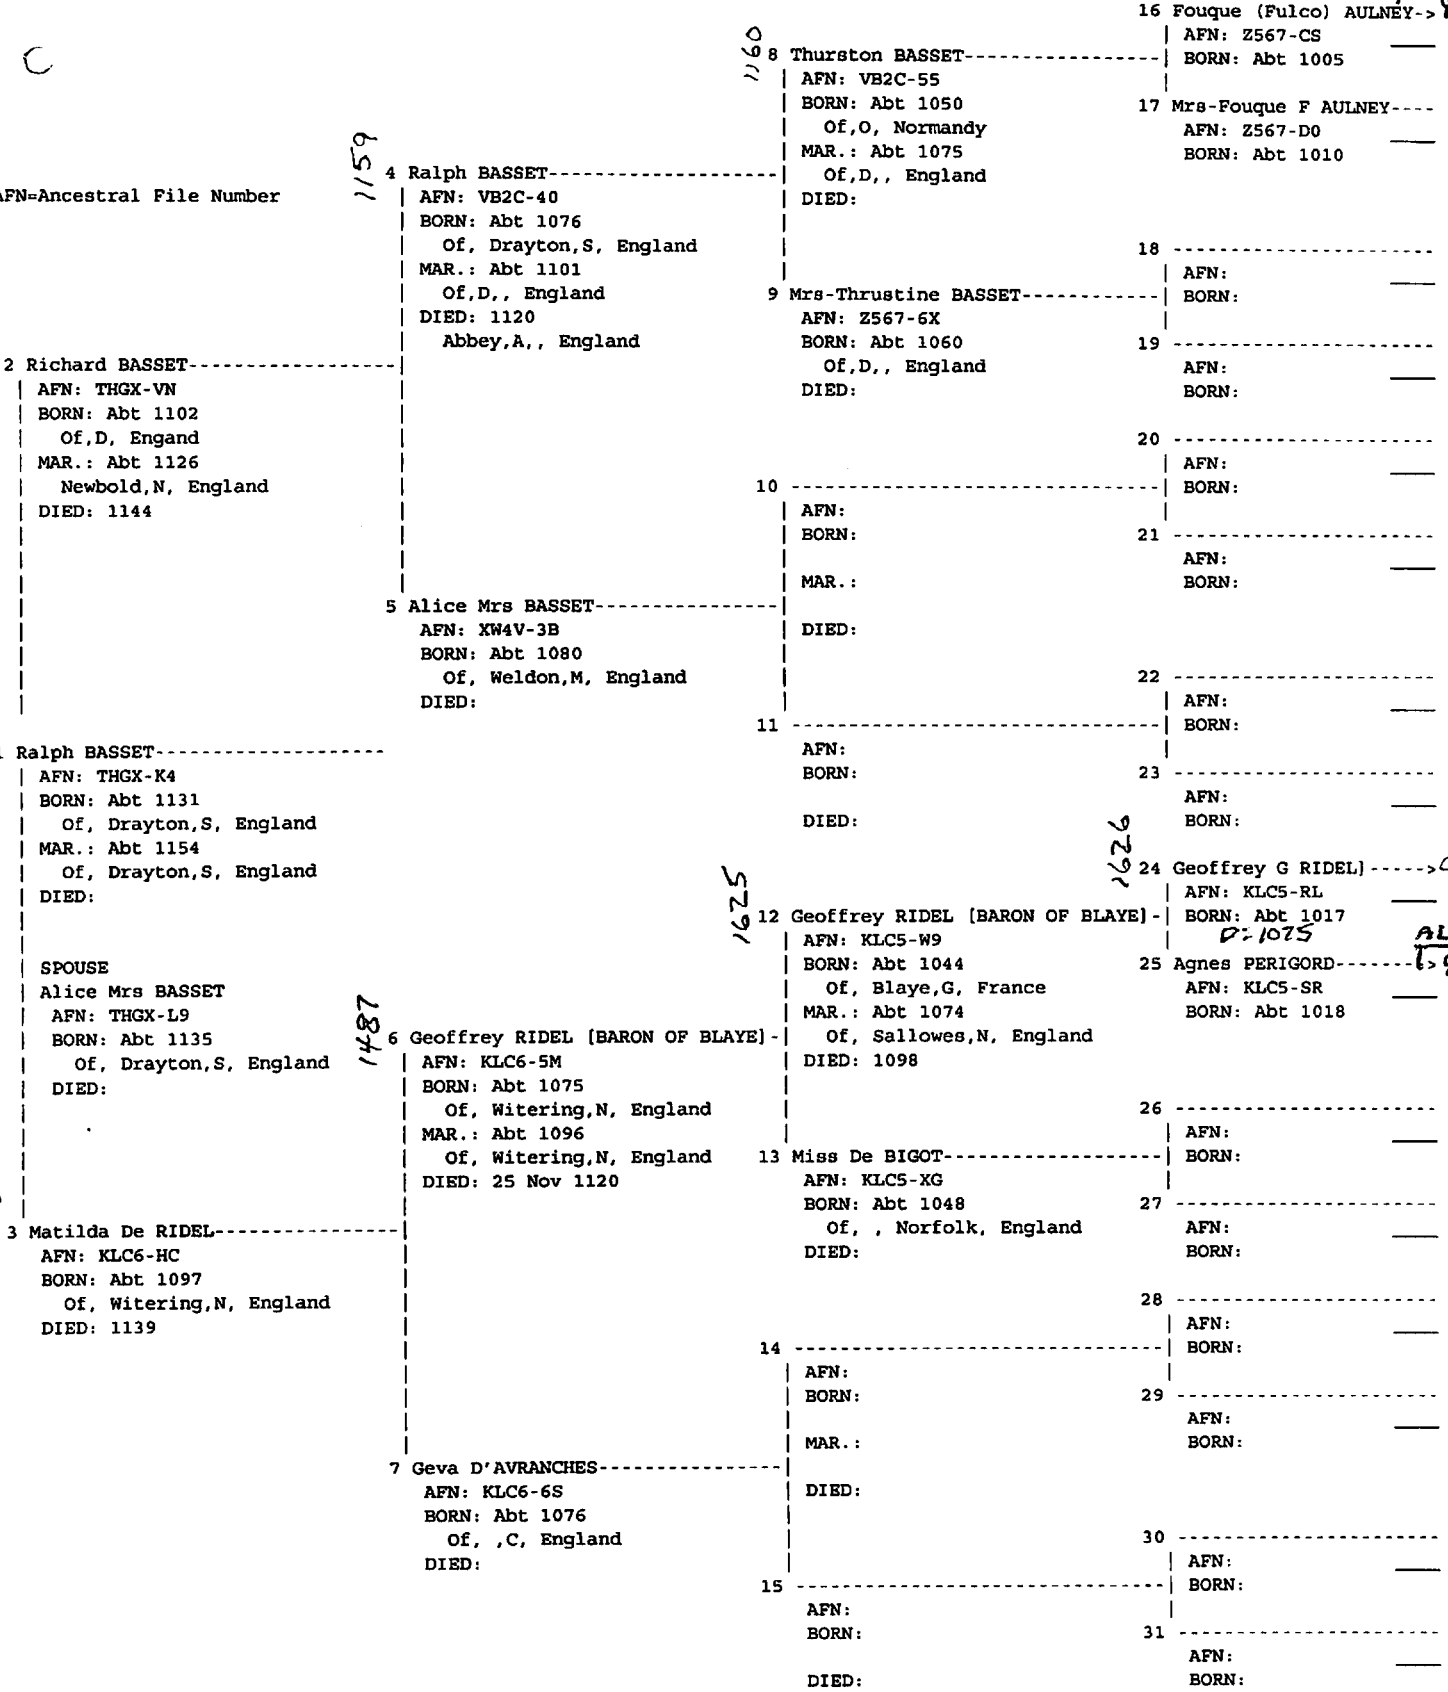 C
AFN=Ancestral File Number
2 Richard BASSET------------------
AFN: THGX-VN
BORN: Abt 1102
Of,D, Engand
MAR.: Abt 1126
Newbold,N, England
DIED: 1144
Ralph BASSET-------------------
AFN: THGX-K4
BORN: Abt 1131
Of, Drayton,S, England
MAR.: Abt 1154
Of, Drayton,S, England
DIED:
SPOUSE
Alice Mrs BASSET
AFN: THGX-L9
BORN: Abt 1135
Of, Drayton,S, England
DIED:
3 Matilda De RIDEL----------------
AFN: KLC6-HC
BORN: Abt 1097
Of, Witering,N, England
DIED: 1139
1159
4 Ralph BASSET--------------------
AFN: VB2C-40
BORN: Abt 1076
Of, Drayton,S, England
MAR.: Abt 1101
Of,D,, England
DIED: 1120
Abbey,A,, England
5 Alice Mrs BASSET----------------
AFN: XW4V-3B
BORN: Abt 1080
Of, Weldon,M, England
DIED:
1487
6 Geoffrey RIDEL [BARON OF BLAYE]-
AFN: KLC6-5M
BORN: Abt 1075
Of, Witering,N, England
MAR.: Abt 1096
Of, Witering,N, England
DIED: 25 Nov 1120
7 Geva D'AVRANCHES----------------
AFN: KLC6-6S
BORN: Abt 1076
Of, ,C, England
DIED:
1160
8 Thurston BASSET-----------------
AFN: VB2C-55
BORN: Abt 1050
Of,O, Normandy
MAR.: Abt 1075
Of,D,, England
DIED:
9 Mrs-Thrustine BASSET------------
AFN: Z567-6X
BORN: Abt 1060
Of,D,, England
DIED:
10 --------------------------------
AFN:
BORN:
MAR.:
DIED:
11 --------------------------------
AFN:
BORN:
DIED:
1625
12 Geoffrey RIDEL [BARON OF BLAYE]-
AFN: KLC5-W9
BORN: Abt 1044
Of, Blaye,G, France
MAR.: Abt 1074
Of, Sallowes,N, England
DIED: 1098
13 Miss De BIGOT-------------------
AFN: KLC5-XG
BORN: Abt 1048
Of, , Norfolk, England
DIED:
14 --------------------------------
AFN:
BORN:
MAR.:
DIED:
15 --------------------------------
AFN:
BORN:
DIED:
16 Fouque (Fulco) AULNEY->
AFN: Z567-CS
BORN: Abt 1005
17 Mrs-Fouque F AULNEY----
AFN: Z567-D0
BORN: Abt 1010
18 -----------------------
AFN:
BORN:
19 -----------------------
AFN:
BORN:
20 -----------------------
AFN:
BORN:
21 -----------------------
AFN:
BORN:
22 -----------------------
AFN:
BORN:
23 -----------------------
AFN:
BORN:
1626
24 Geoffrey G RIDEL]----->
AFN: KLC5-RL
BORN: Abt 1017
D: 1075
25 Agnes PERIGORD------->
AL
AFN: KLC5-SR
BORN: Abt 1018
26 -----------------------
AFN:
BORN:
27 -----------------------
AFN:
BORN:
28 -----------------------
AFN:
BORN:
29 -----------------------
AFN:
BORN:
30 -----------------------
AFN:
BORN:
31 -----------------------
AFN:
BORN: